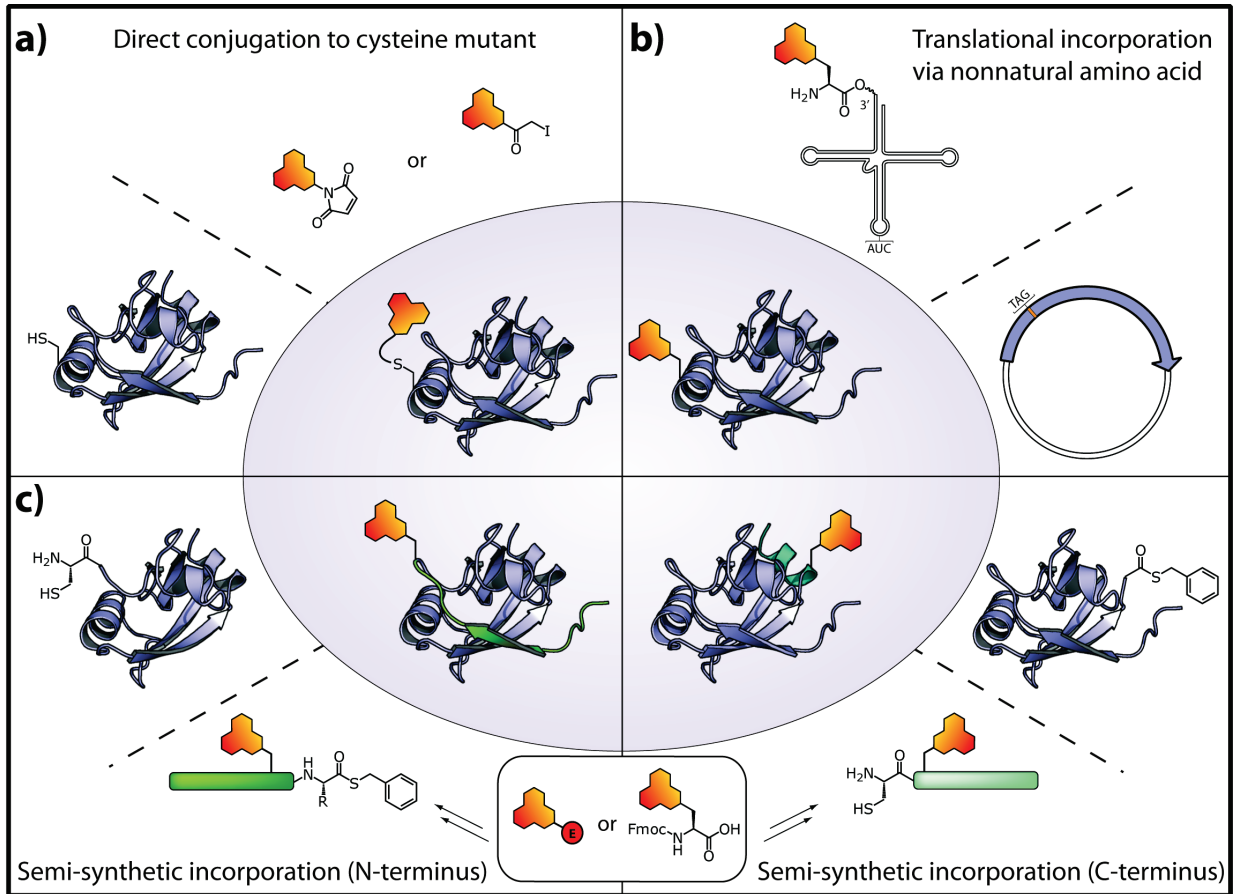 a)
Direct conjugation to cysteine mutant
I
O
or
N
O
O
HS
S
b)
Translational incorporation
via nonnatural amino acid
H₂N
O
O
3′
AUC
TAG
c)
H₂N
O
HS
O
S
H
N
O
S
R
H₂N
O
HS
E
or
Fmoc
N
H
OH
O
Semi-synthetic incorporation (N-terminus)
Semi-synthetic incorporation (C-terminus)